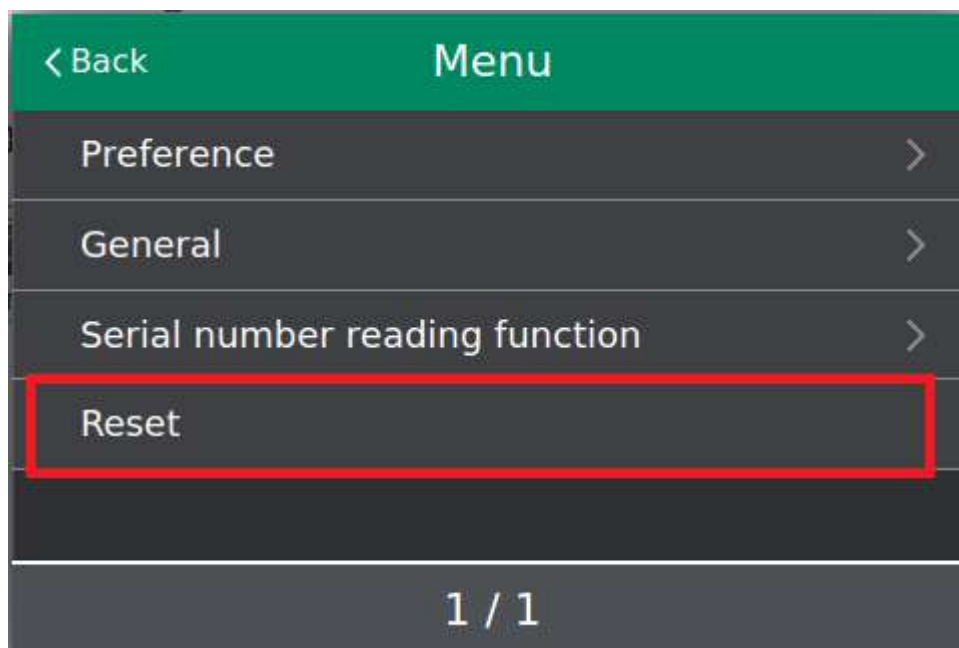 Back Menu
Preference
General
Serial number reading function
Reset
1 / 1